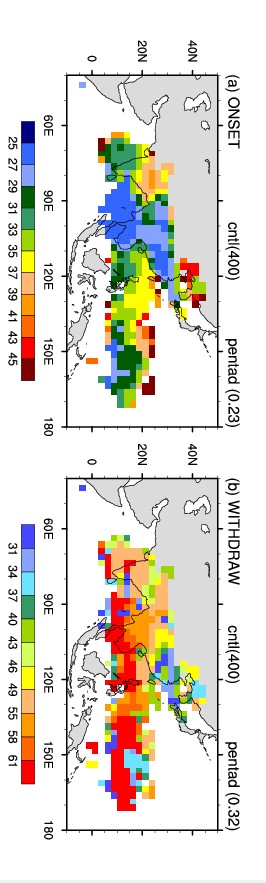 (a) ONSET cntl(400) pentad (0.23)
40N
20N
0
60E 90E 120E 150E 180
25 27 29 31 33 35 37 39 41 43 45
(b) WITHDRAW cntl(400) pentad (0.32)
40N
20N
0
60E 90E 120E 150E 180
31 34 37 40 43 46 49 55 58 61